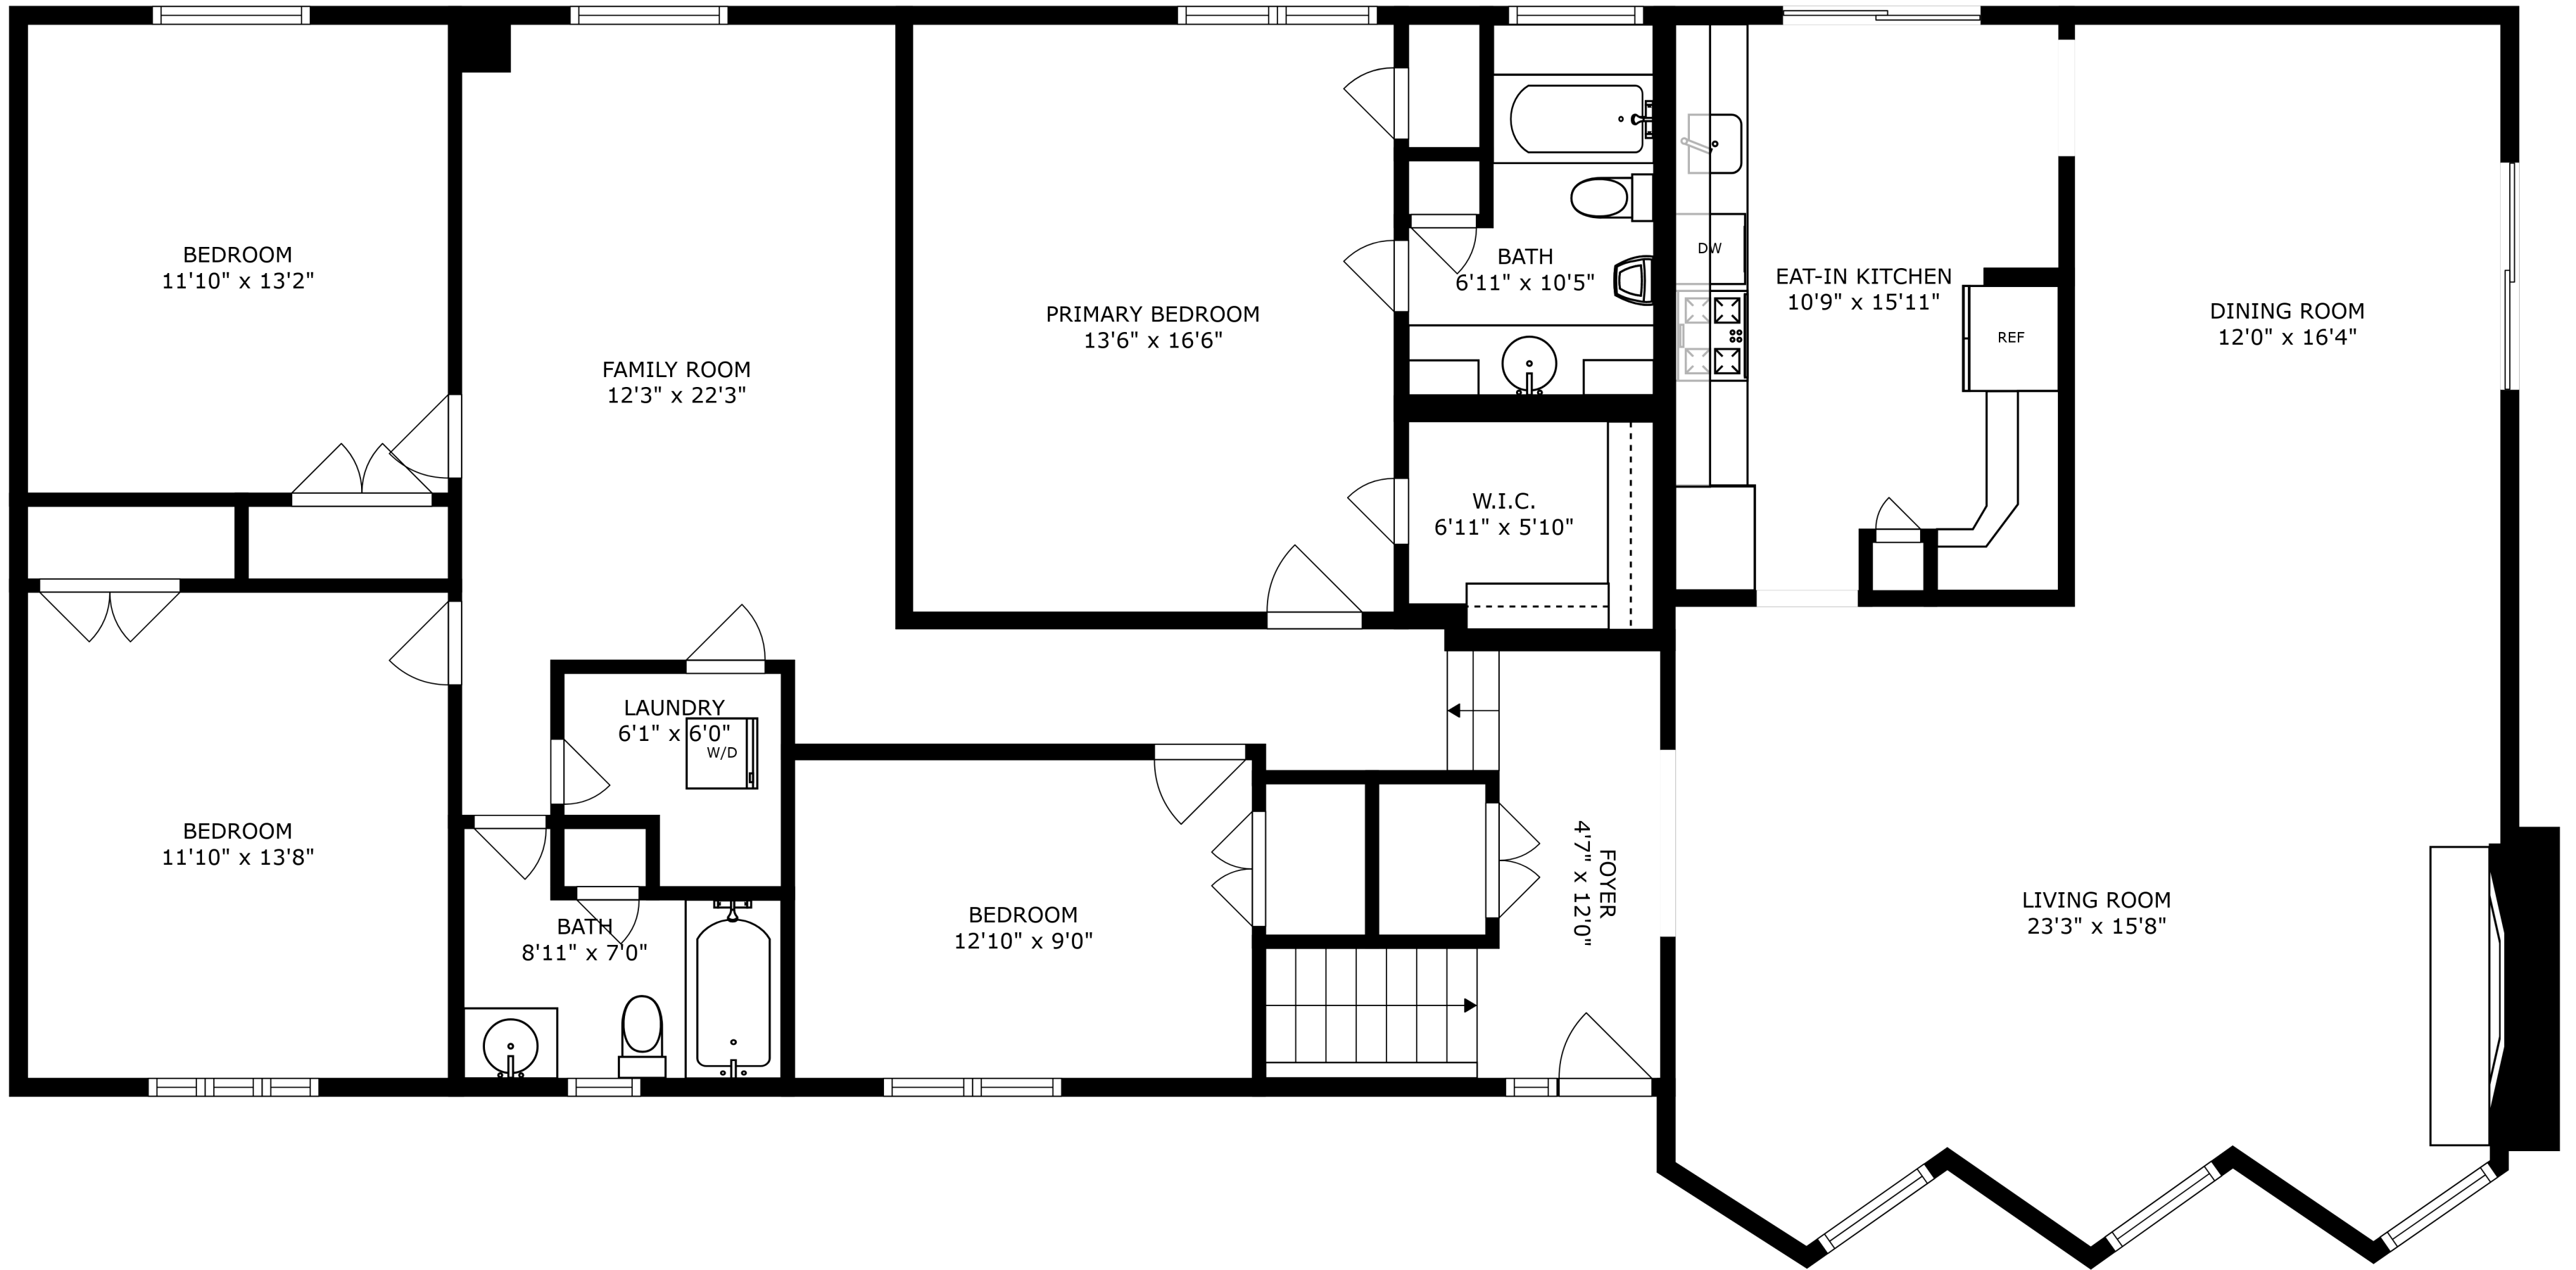 BEDROOM
11'10" x 13'2"
FAMILY ROOM
12'3" x 22'3"
PRIMARY BEDROOM
13'6" x 16'6"
BATH
6'11" x 10'5"
W.I.C.
6'11" x 5'10"
DW
EAT-IN KITCHEN
10'9" x 15'11"
REF
DINING ROOM
12'0" x 16'4"
BEDROOM
11'10" x 13'8"
LAUNDRY
6'1" x 6'0"
W/D
BATH
8'11" x 7'0"
BEDROOM
12'10" x 9'0"
FOYER
4'7" x 12'0"
LIVING ROOM
23'3" x 15'8"